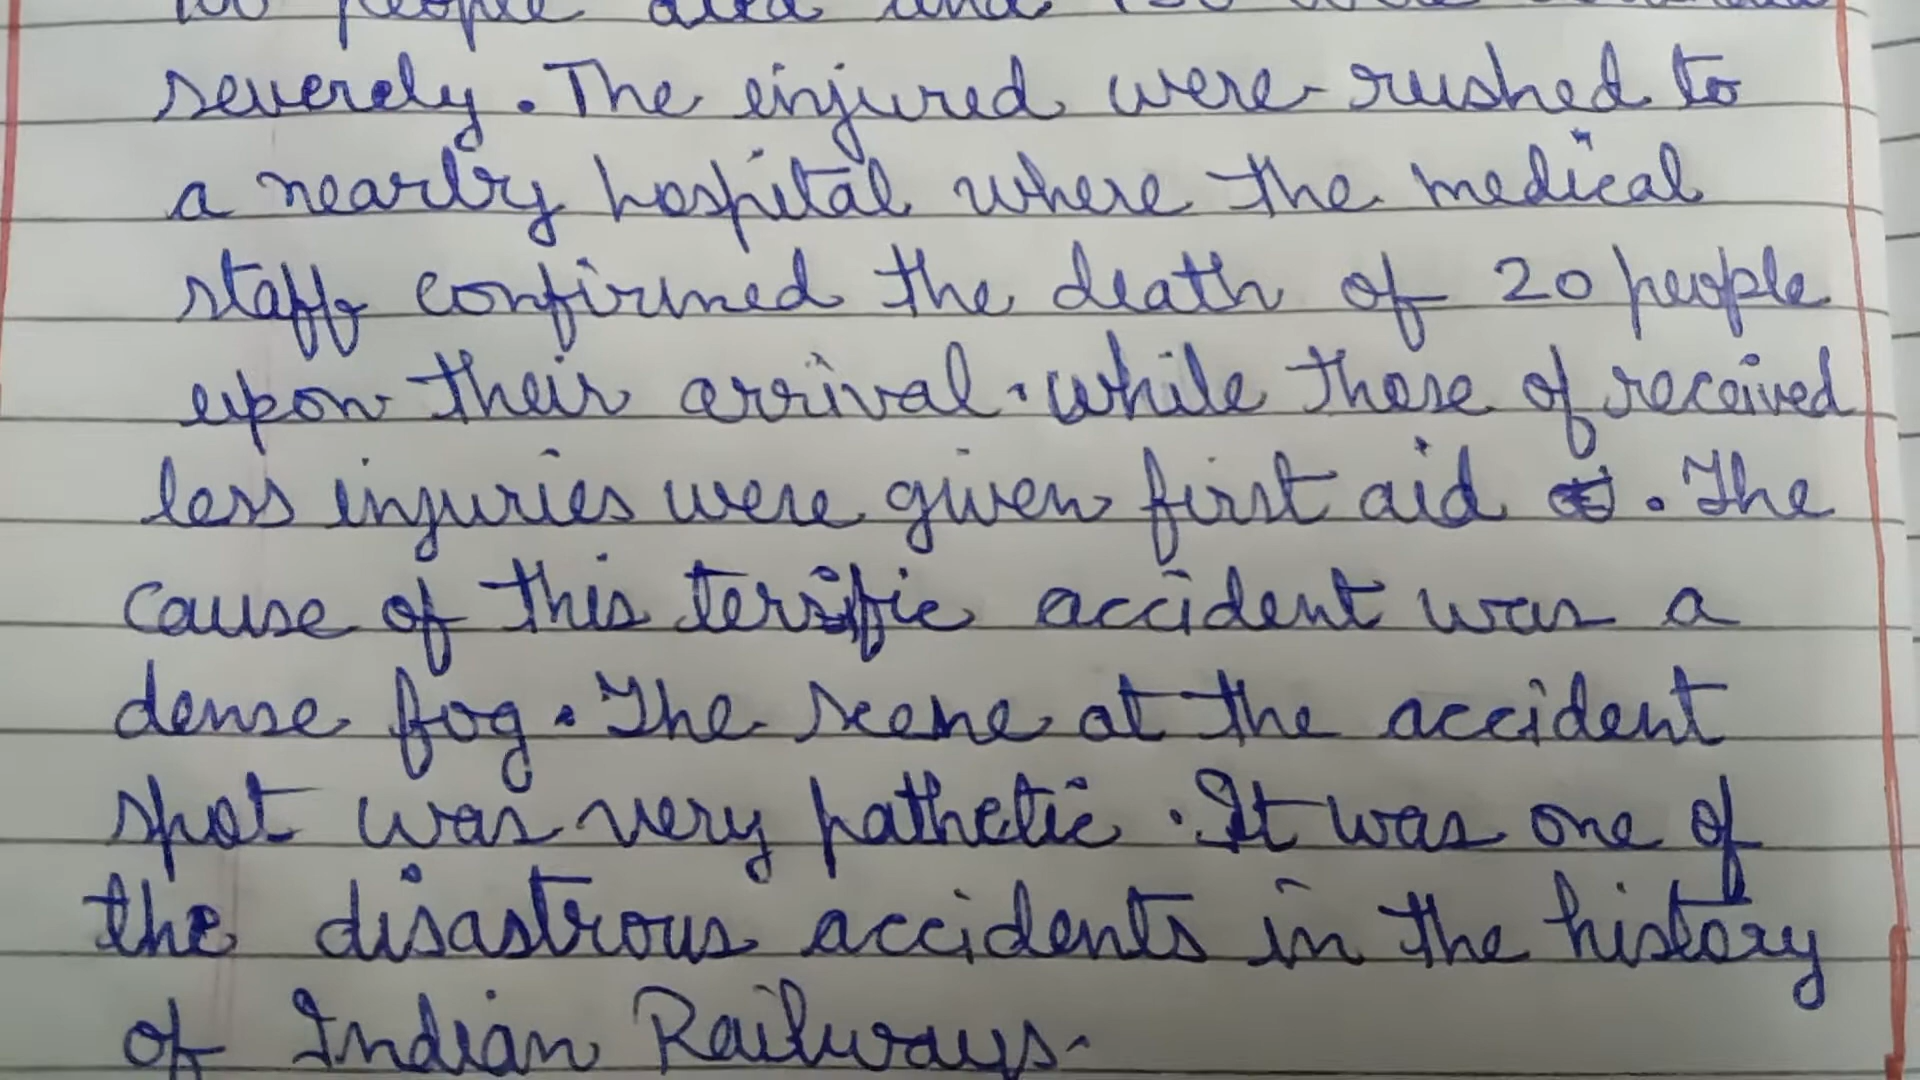 people died and
severely. The injured were rushed to
a nearby hospital where the medical
staff confirmed the death of 20 people
upon their arrival. while those of received
less injuries were given first aid . The
cause of this terrific accident was a
dense fog. The scene at the accident
spot was very pathetic. It was one of
the disastrous accidents in the history
of Indian Railways.